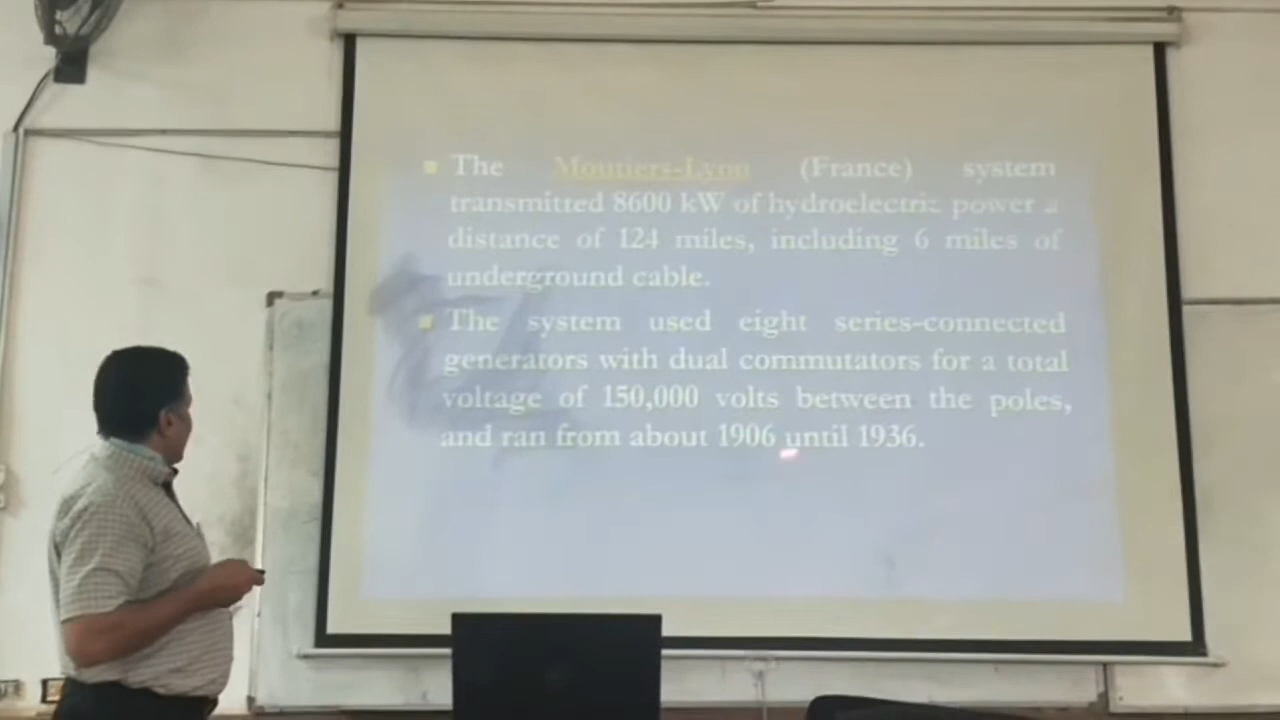 The Moutiers-Lyon (France) system
transmitted 8600 kW of hydroelectric power a
distance of 124 miles, including 6 miles of
underground cable.
The system used eight series-connected
generators with dual commutators for a total
voltage of 150,000 volts between the poles,
and ran from about 1906 until 1936.